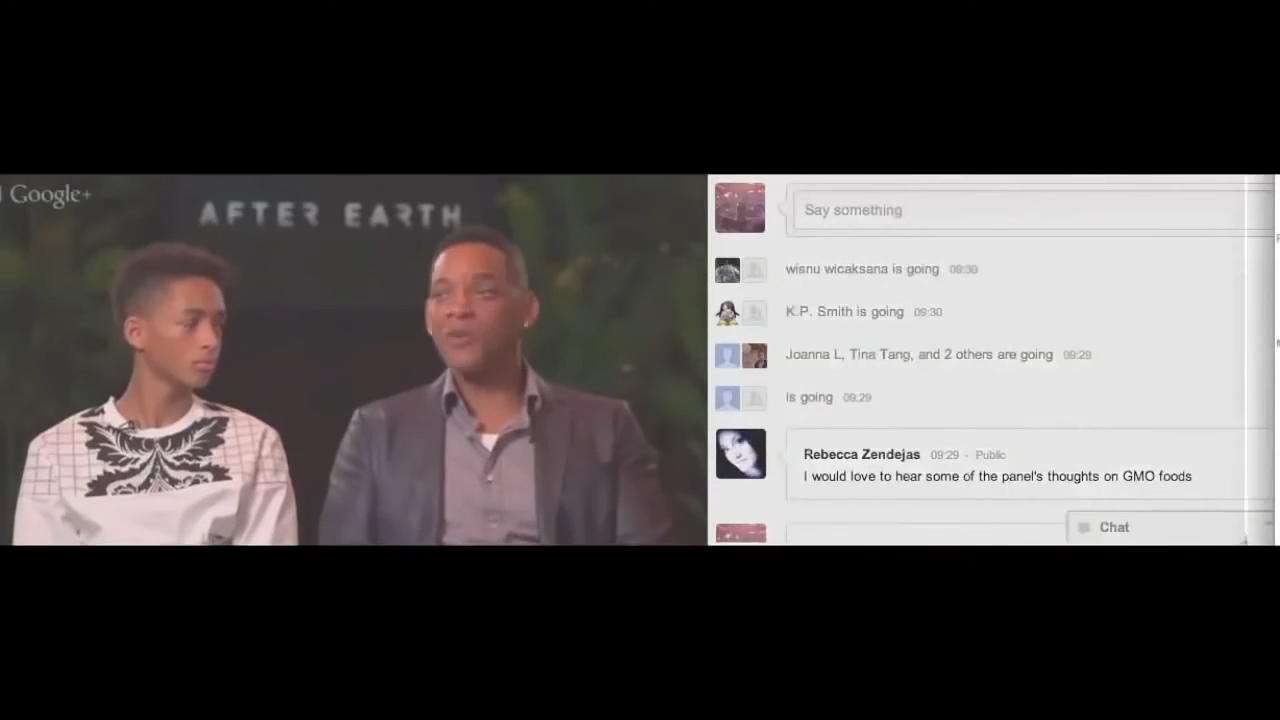 Google+
AFTER EARTH
Say something
wisnu wicaksana is going 09:30
K.P. Smith is going 09:30
Joanna L, Tina Tang, and 2 others are going 09:29
is going 09:29
Rebecca Zendejas 09:29 - Public
I would love to hear some of the panel's thoughts on GMO foods
Chat